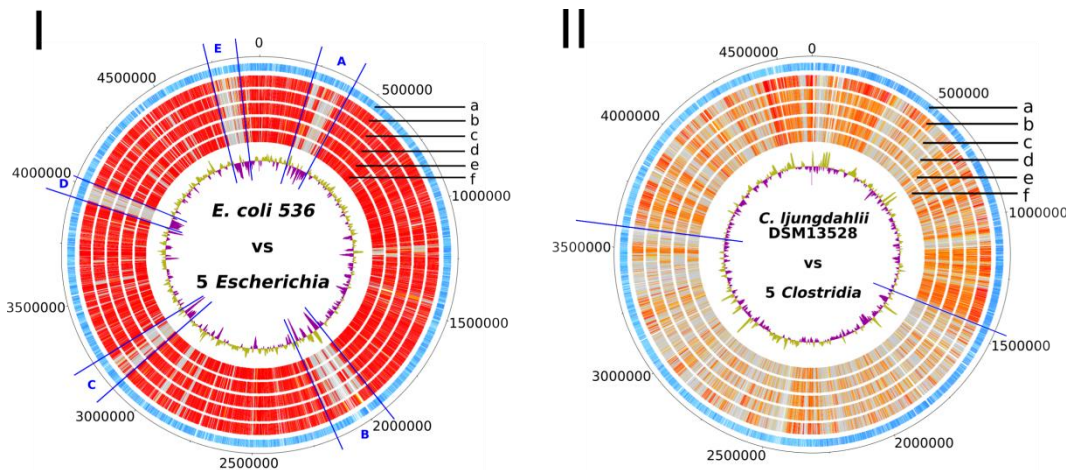 I
0
E
A
4500000
500000
a
b
c
d
e
f
4000000
D
1000000
E. coli 536
vs
5 Escherichia
3500000
1500000
C
3000000
2000000
B
2500000
II
0
4500000
500000
a
b
c
d
e
f
4000000
1000000
C. ljungdahlii
DSM13528
vs
5 Clostridia
3500000
1500000
3000000
2000000
2500000